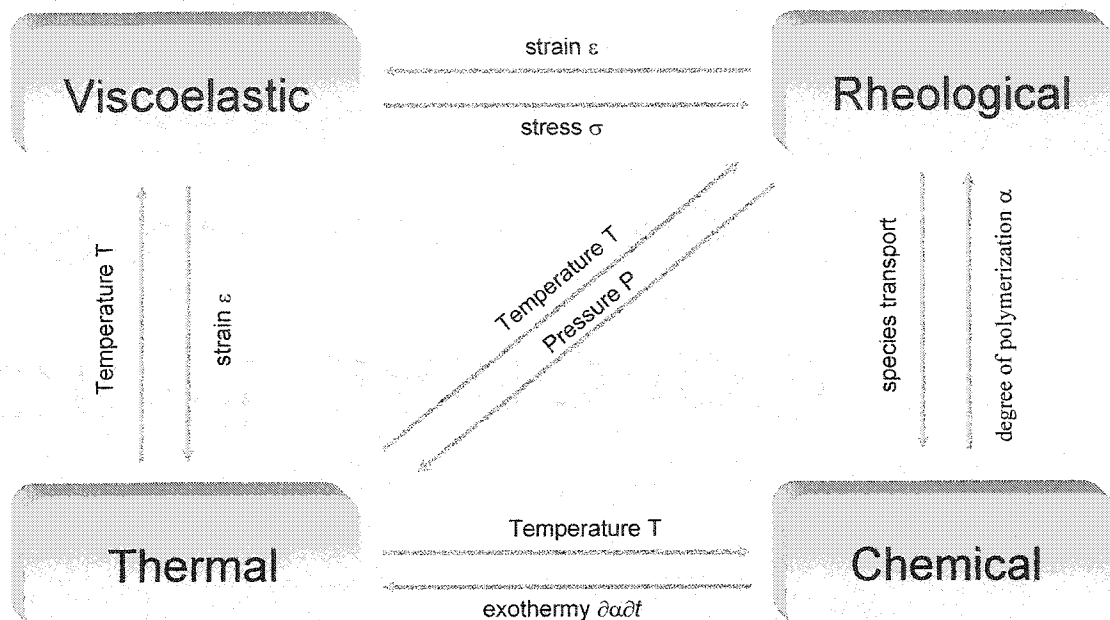 strain ε
Viscoelastic
Rheological
stress σ
Temperature T
strain ε
Temperature T
Pressure P
species transport
degree of polymerization α
Temperature T
Thermal
Chemical
exothermy ∂α∂t